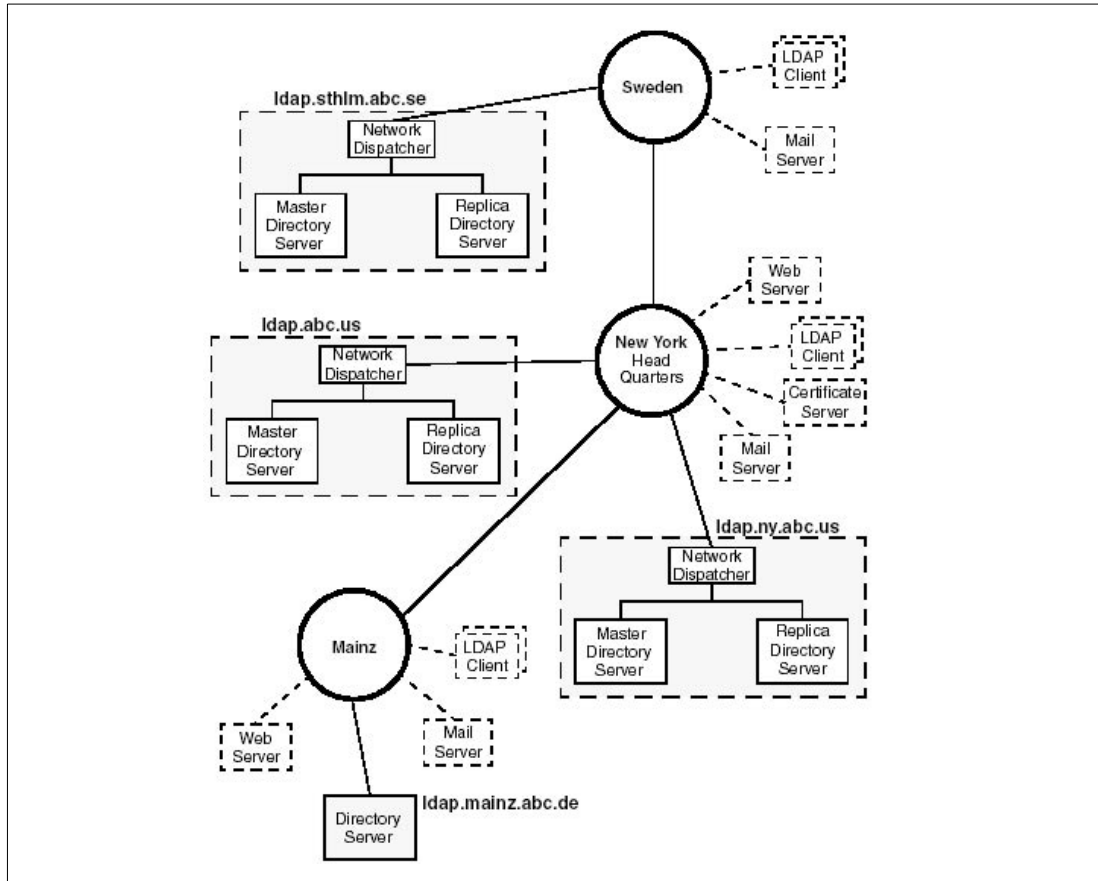 Sweden
LDAP
Client
Mail
Server
ldap.sthlm.abc.se
Network
Dispatcher
Master
Directory
Server
Replica
Directory
Server
Web
Server
New York
Head
Quarters
LDAP
Client
Certificate
Server
Mail
Server
ldap.abc.us
Network
Dispatcher
Master
Directory
Server
Replica
Directory
Server
ldap.ny.abc.us
Network
Dispatcher
Master
Directory
Server
Replica
Directory
Server
Mainz
LDAP
Client
Web
Server
Mail
Server
ldap.mainz.abc.de
Directory
Server